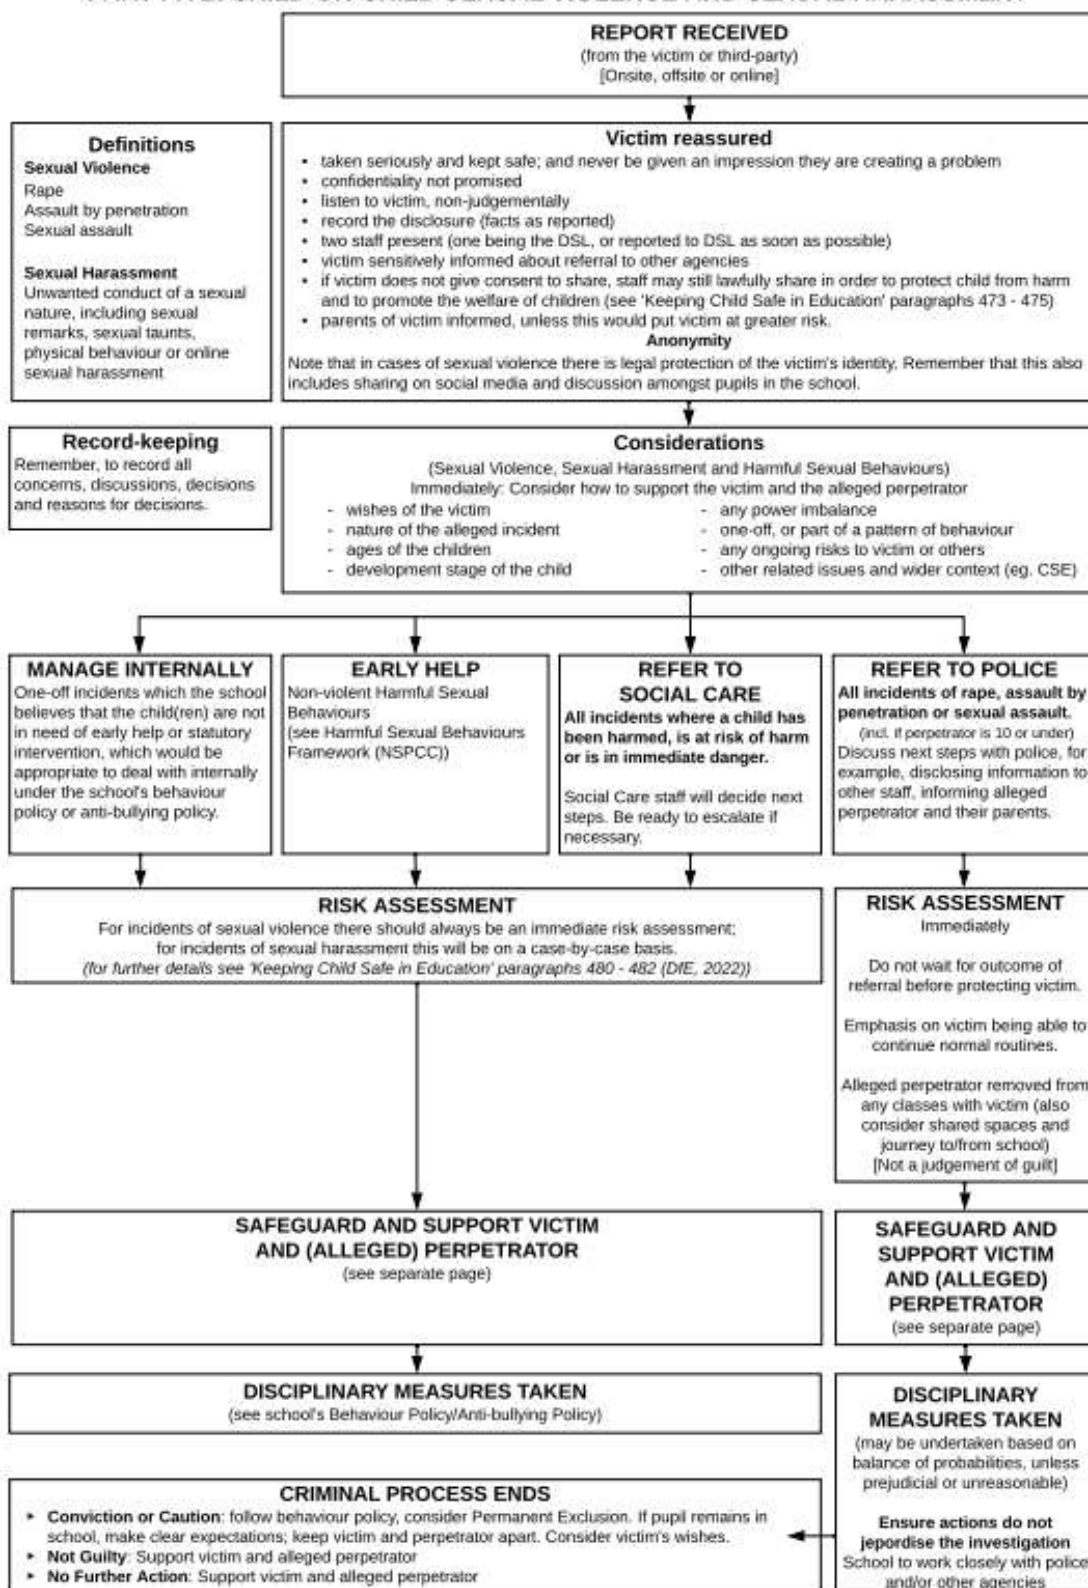 REPORT RECEIVED
(from the victim or third-party)
[Onsite, offsite or online]
Definitions
Sexual Violence
Rape
Assault by penetration
Sexual assault
Sexual Harassment
Unwanted conduct of a sexual
nature, including sexual
remarks, sexual taunts,
physical behaviour or online
sexual harassment
Victim reassured
• taken seriously and kept safe; and never be given an impression they are creating a problem
• confidentiality not promised
• listen to victim, non-judgementally
• record the disclosure (facts as reported)
• two staff present (one being the DSL, or reported to DSL as soon as possible)
• victim sensitively informed about referral to other agencies
• if victim does not give consent to share, staff may still lawfully share in order to protect child from harm
and to promote the welfare of children (see 'Keeping Child Safe in Education' paragraphs 473 - 475)
• parents of victim informed, unless this would put victim at greater risk.
Anonymity
Note that in cases of sexual violence there is legal protection of the victim's identity. Remember that this also
includes sharing on social media and discussion amongst pupils in the school.
Record-keeping
Remember, to record all
concerns, discussions, decisions
and reasons for decisions.
Considerations
(Sexual Violence, Sexual Harassment and Harmful Sexual Behaviours)
Immediately: Consider how to support the victim and the alleged perpetrator
- wishes of the victim
- nature of the alleged incident
- ages of the children
- development stage of the child
- any power imbalance
- one-off, or part of a pattern of behaviour
- any ongoing risks to victim or others
- other related issues and wider context (eg. CSE)
MANAGE INTERNALLY
One-off incidents which the school
believes that the child(ren) are not
in need of early help or statutory
intervention, which would be
appropriate to deal with internally
under the school's behaviour
policy or anti-bullying policy.
EARLY HELP
Non-violent Harmful Sexual
Behaviours
(see Harmful Sexual Behaviours
Framework (NSPCC))
REFER TO
SOCIAL CARE
All incidents where a child has
been harmed, is at risk of harm
or is in immediate danger.
Social Care staff will decide next
steps. Be ready to escalate if
necessary.
REFER TO POLICE
All incidents of rape, assault by
penetration or sexual assault.
(incl. if perpetrator is 10 or under)
Discuss next steps with police, for
example, disclosing information to
other staff, informing alleged
perpetrator and their parents.
RISK ASSESSMENT
For incidents of sexual violence there should always be an immediate risk assessment;
for incidents of sexual harassment this will be on a case-by-case basis.
(for further details see 'Keeping Child Safe in Education' paragraphs 480 - 482 (DfE, 2022))
RISK ASSESSMENT
Immediately
Do not wait for outcome of
referral before protecting victim.
Emphasis on victim being able to
continue normal routines.
Alleged perpetrator removed from
any classes with victim (also
consider shared spaces and
journey to/from school)
[Not a judgement of guilt]
SAFEGUARD AND SUPPORT VICTIM
AND (ALLEGED) PERPETRATOR
(see separate page)
SAFEGUARD AND
SUPPORT VICTIM
AND (ALLEGED)
PERPETRATOR
(see separate page)
DISCIPLINARY MEASURES TAKEN
(see school's Behaviour Policy/Anti-bullying Policy)
DISCIPLINARY
MEASURES TAKEN
(may be undertaken based on
balance of probabilities, unless
prejudicial or unreasonable)
Ensure actions do not
jepordise the investigation
School to work closely with police
and/or other agencies
CRIMINAL PROCESS ENDS
‣ Conviction or Caution: follow behaviour policy, consider Permanent Exclusion. If pupil remains in
school, make clear expectations; keep victim and perpetrator apart. Consider victim's wishes.
‣ Not Guilty: Support victim and alleged perpetrator
‣ No Further Action: Support victim and alleged perpetrator